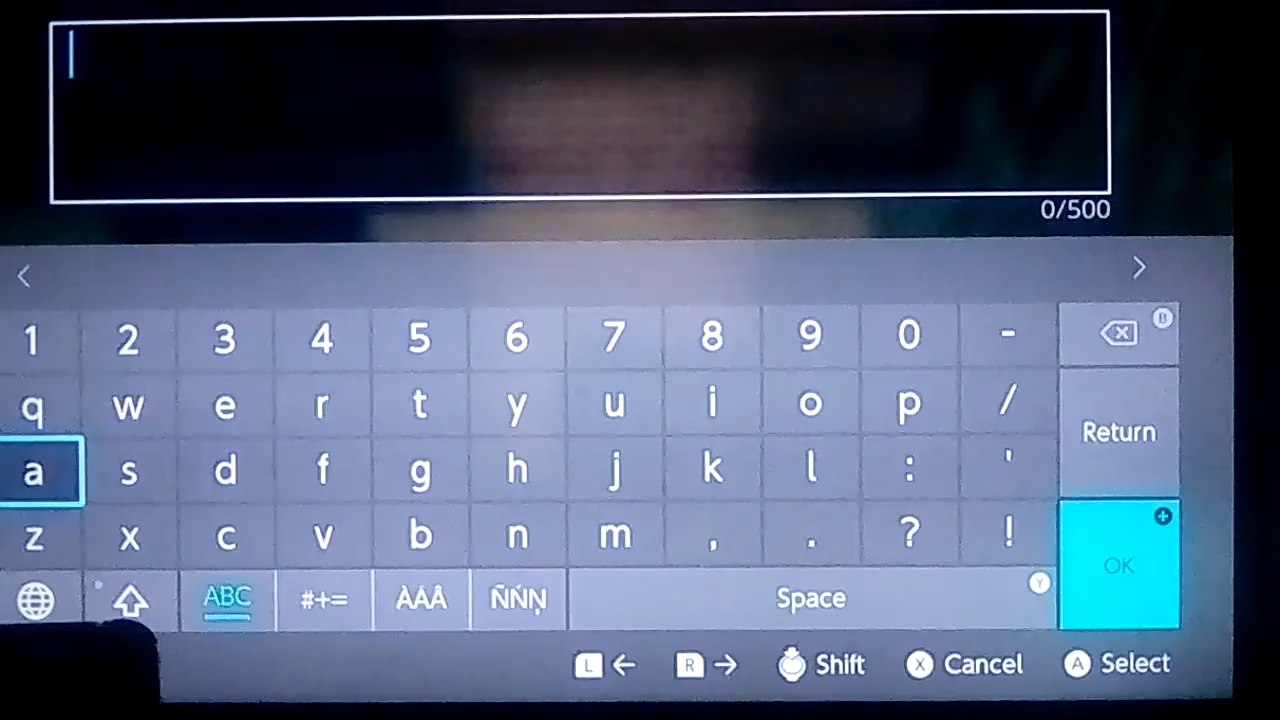 0/500
1 2 3 4 5 6 7 8 9 0 - B
q w e r t y u i o p / Return
a s d f g h j k l : '
z x c v b n m , . ? ! OK
ABC #+= ÀÁÂ ÑŃŅ Space Y
L ← R → Shift X Cancel A Select